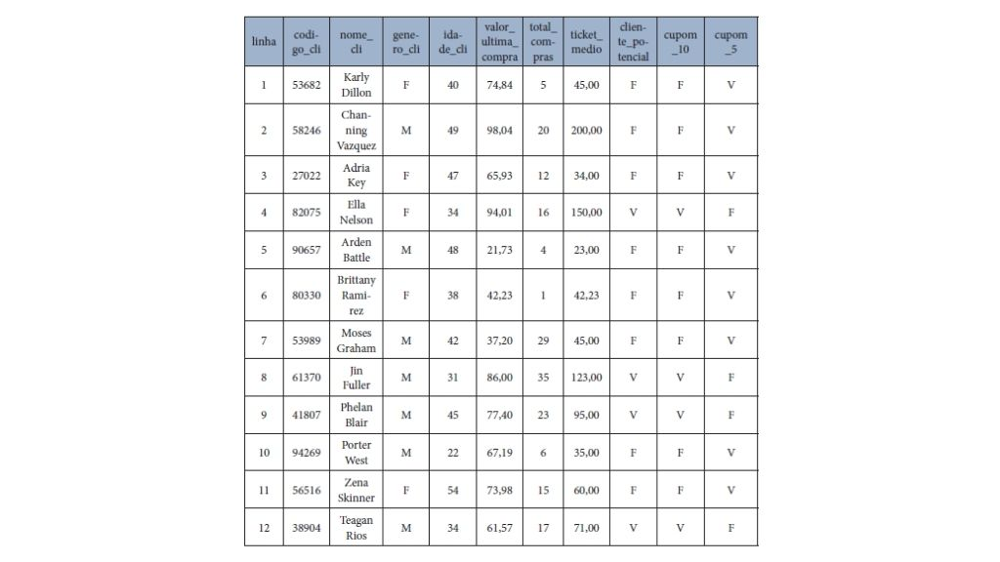 linha codi-go_cli nome_cli gene-ro_cli ida-de_cli valor_ultima_compra total_com-pras ticket_medio clien-te_po-tencial cupom_10 cupom_5
1 53682 Karly Dillon F 40 74,84 5 45,00 F F V
2 58246 Chan-ning Vazquez M 49 98,04 20 200,00 F F V
3 27022 Adria Key F 47 65,93 12 34,00 F F V
4 82075 Ella Nelson F 34 94,01 16 150,00 V V F
5 90657 Arden Battle M 48 21,73 4 23,00 F F V
6 80330 Brittany Rami-rez F 38 42,23 1 42,23 F F V
7 53989 Moses Graham M 42 37,20 29 45,00 F F V
8 61370 Jin Fuller M 31 86,00 35 123,00 V V F
9 41807 Phelan Blair M 45 77,40 23 95,00 V V F
10 94269 Porter West M 22 67,19 6 35,00 F F V
11 56516 Zena Skinner F 54 73,98 15 60,00 F F V
12 38904 Teagan Rios M 34 61,57 17 71,00 V V F